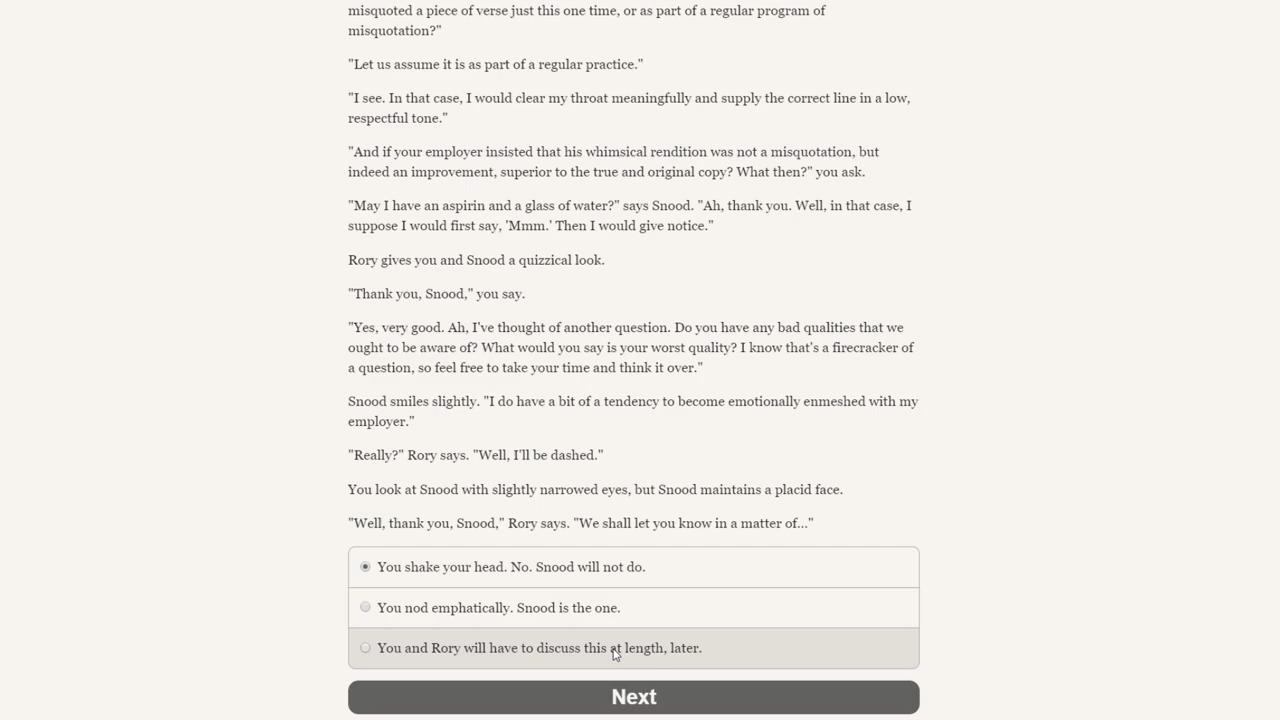 misquoted a piece of verse just this one time, or as part of a regular program of
misquotation?"
"Let us assume it is as part of a regular practice."
"I see. In that case, I would clear my throat meaningfully and supply the correct line in a low,
respectful tone."
"And if your employer insisted that his whimsical rendition was not a misquotation, but
indeed an improvement, superior to the true and original copy? What then?" you ask.
"May I have an aspirin and a glass of water?" says Snood. "Ah, thank you. Well, in that case, I
suppose I would first say, 'Mmm.' Then I would give notice."
Rory gives you and Snood a quizzical look.
"Thank you, Snood," you say.
"Yes, very good. Ah, I've thought of another question. Do you have any bad qualities that we
ought to be aware of? What would you say is your worst quality? I know that's a firecracker of
a question, so feel free to take your time and think it over."
Snood smiles slightly. "I do have a bit of a tendency to become emotionally enmeshed with my
employer."
"Really?" Rory says. "Well, I'll be dashed."
You look at Snood with slightly narrowed eyes, but Snood maintains a placid face.
"Well, thank you, Snood," Rory says. "We shall let you know in a matter of..."
You shake your head. No. Snood will not do.
You nod emphatically. Snood is the one.
You and Rory will have to discuss this at length, later.
Next